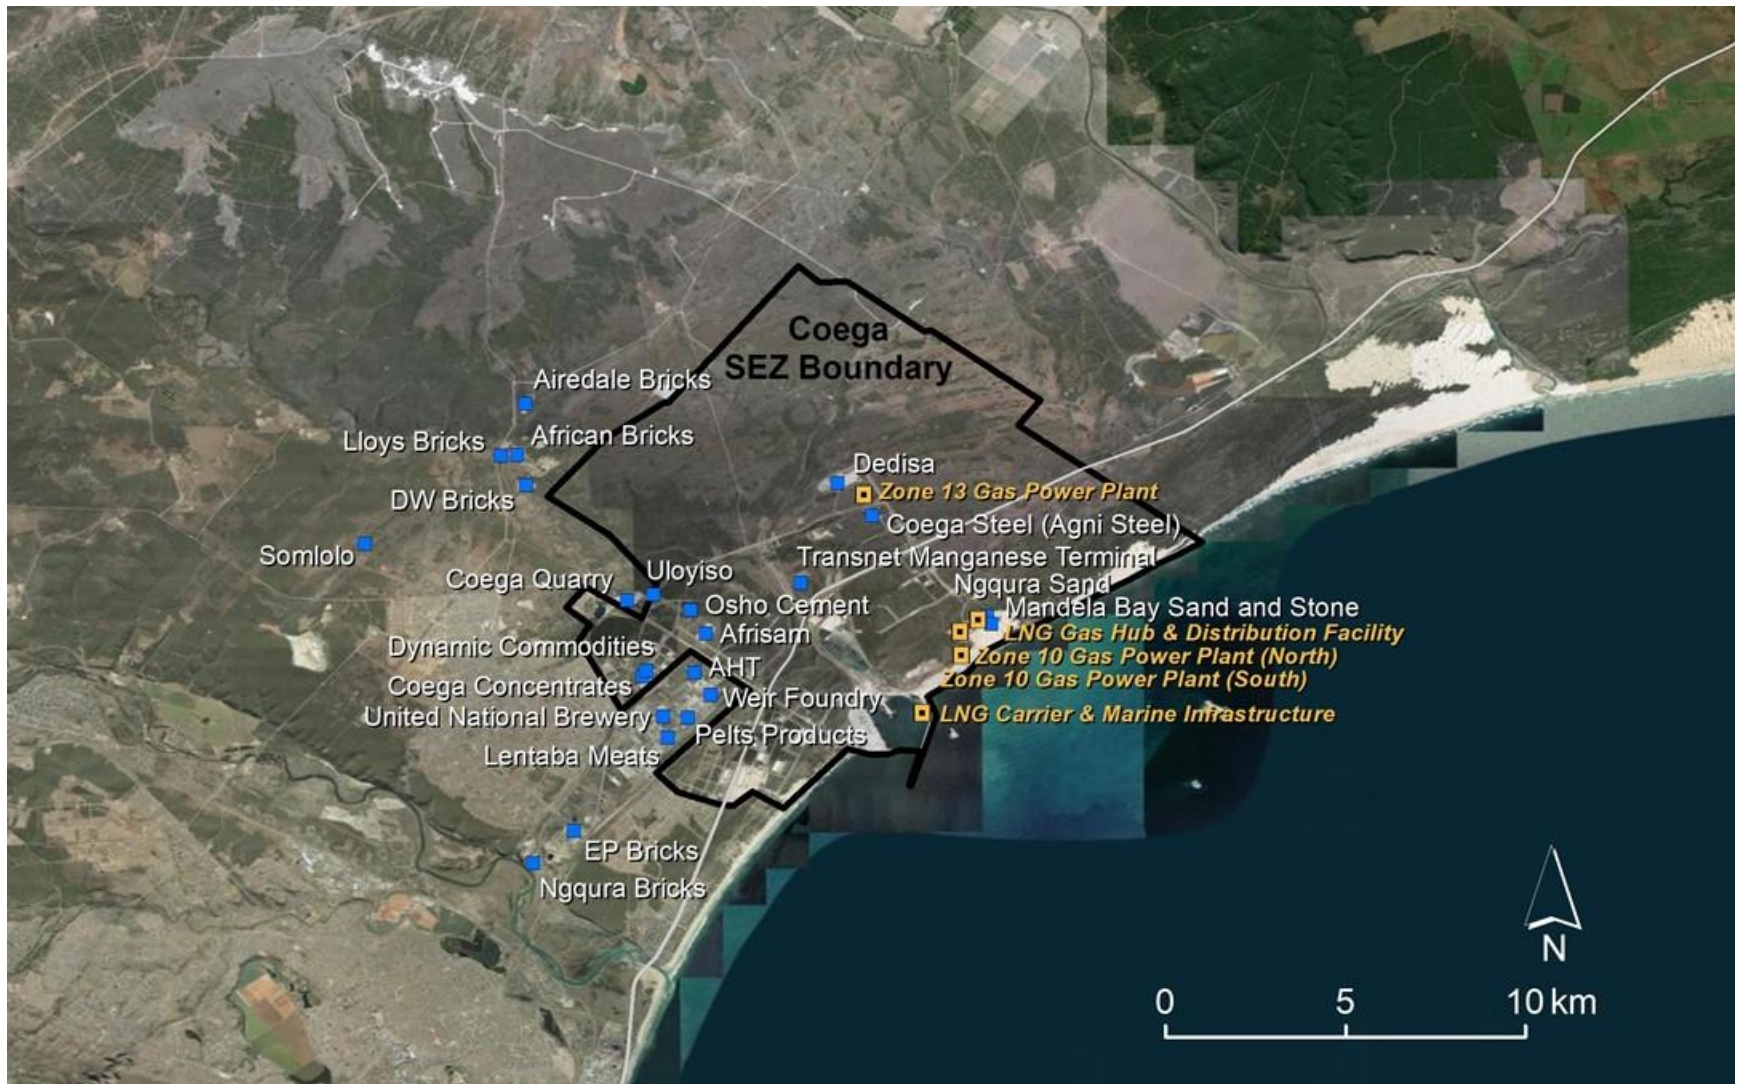 Coega
SEZ Boundary
Airedale Bricks
Lloys Bricks
African Bricks
DW Bricks
Dedisa
Zone 13 Gas Power Plant
Coega Steel (Agni Steel)
Somlolo
Transnet Manganese Terminal
Coega Quarry
Uloyiso
Ngqura Sand
Osho Cement
Mandela Bay Sand and Stone
Afrisam
LNG Gas Hub & Distribution Facility
Dynamic Commodities
Zone 10 Gas Power Plant (North)
AHT
Zone 10 Gas Power Plant (South)
Coega Concentrates
Weir Foundry
United National Brewery
LNG Carrier & Marine Infrastructure
Pelts Products
Lentaba Meats
EP Bricks
Ngqura Bricks
N
0 5 10 km